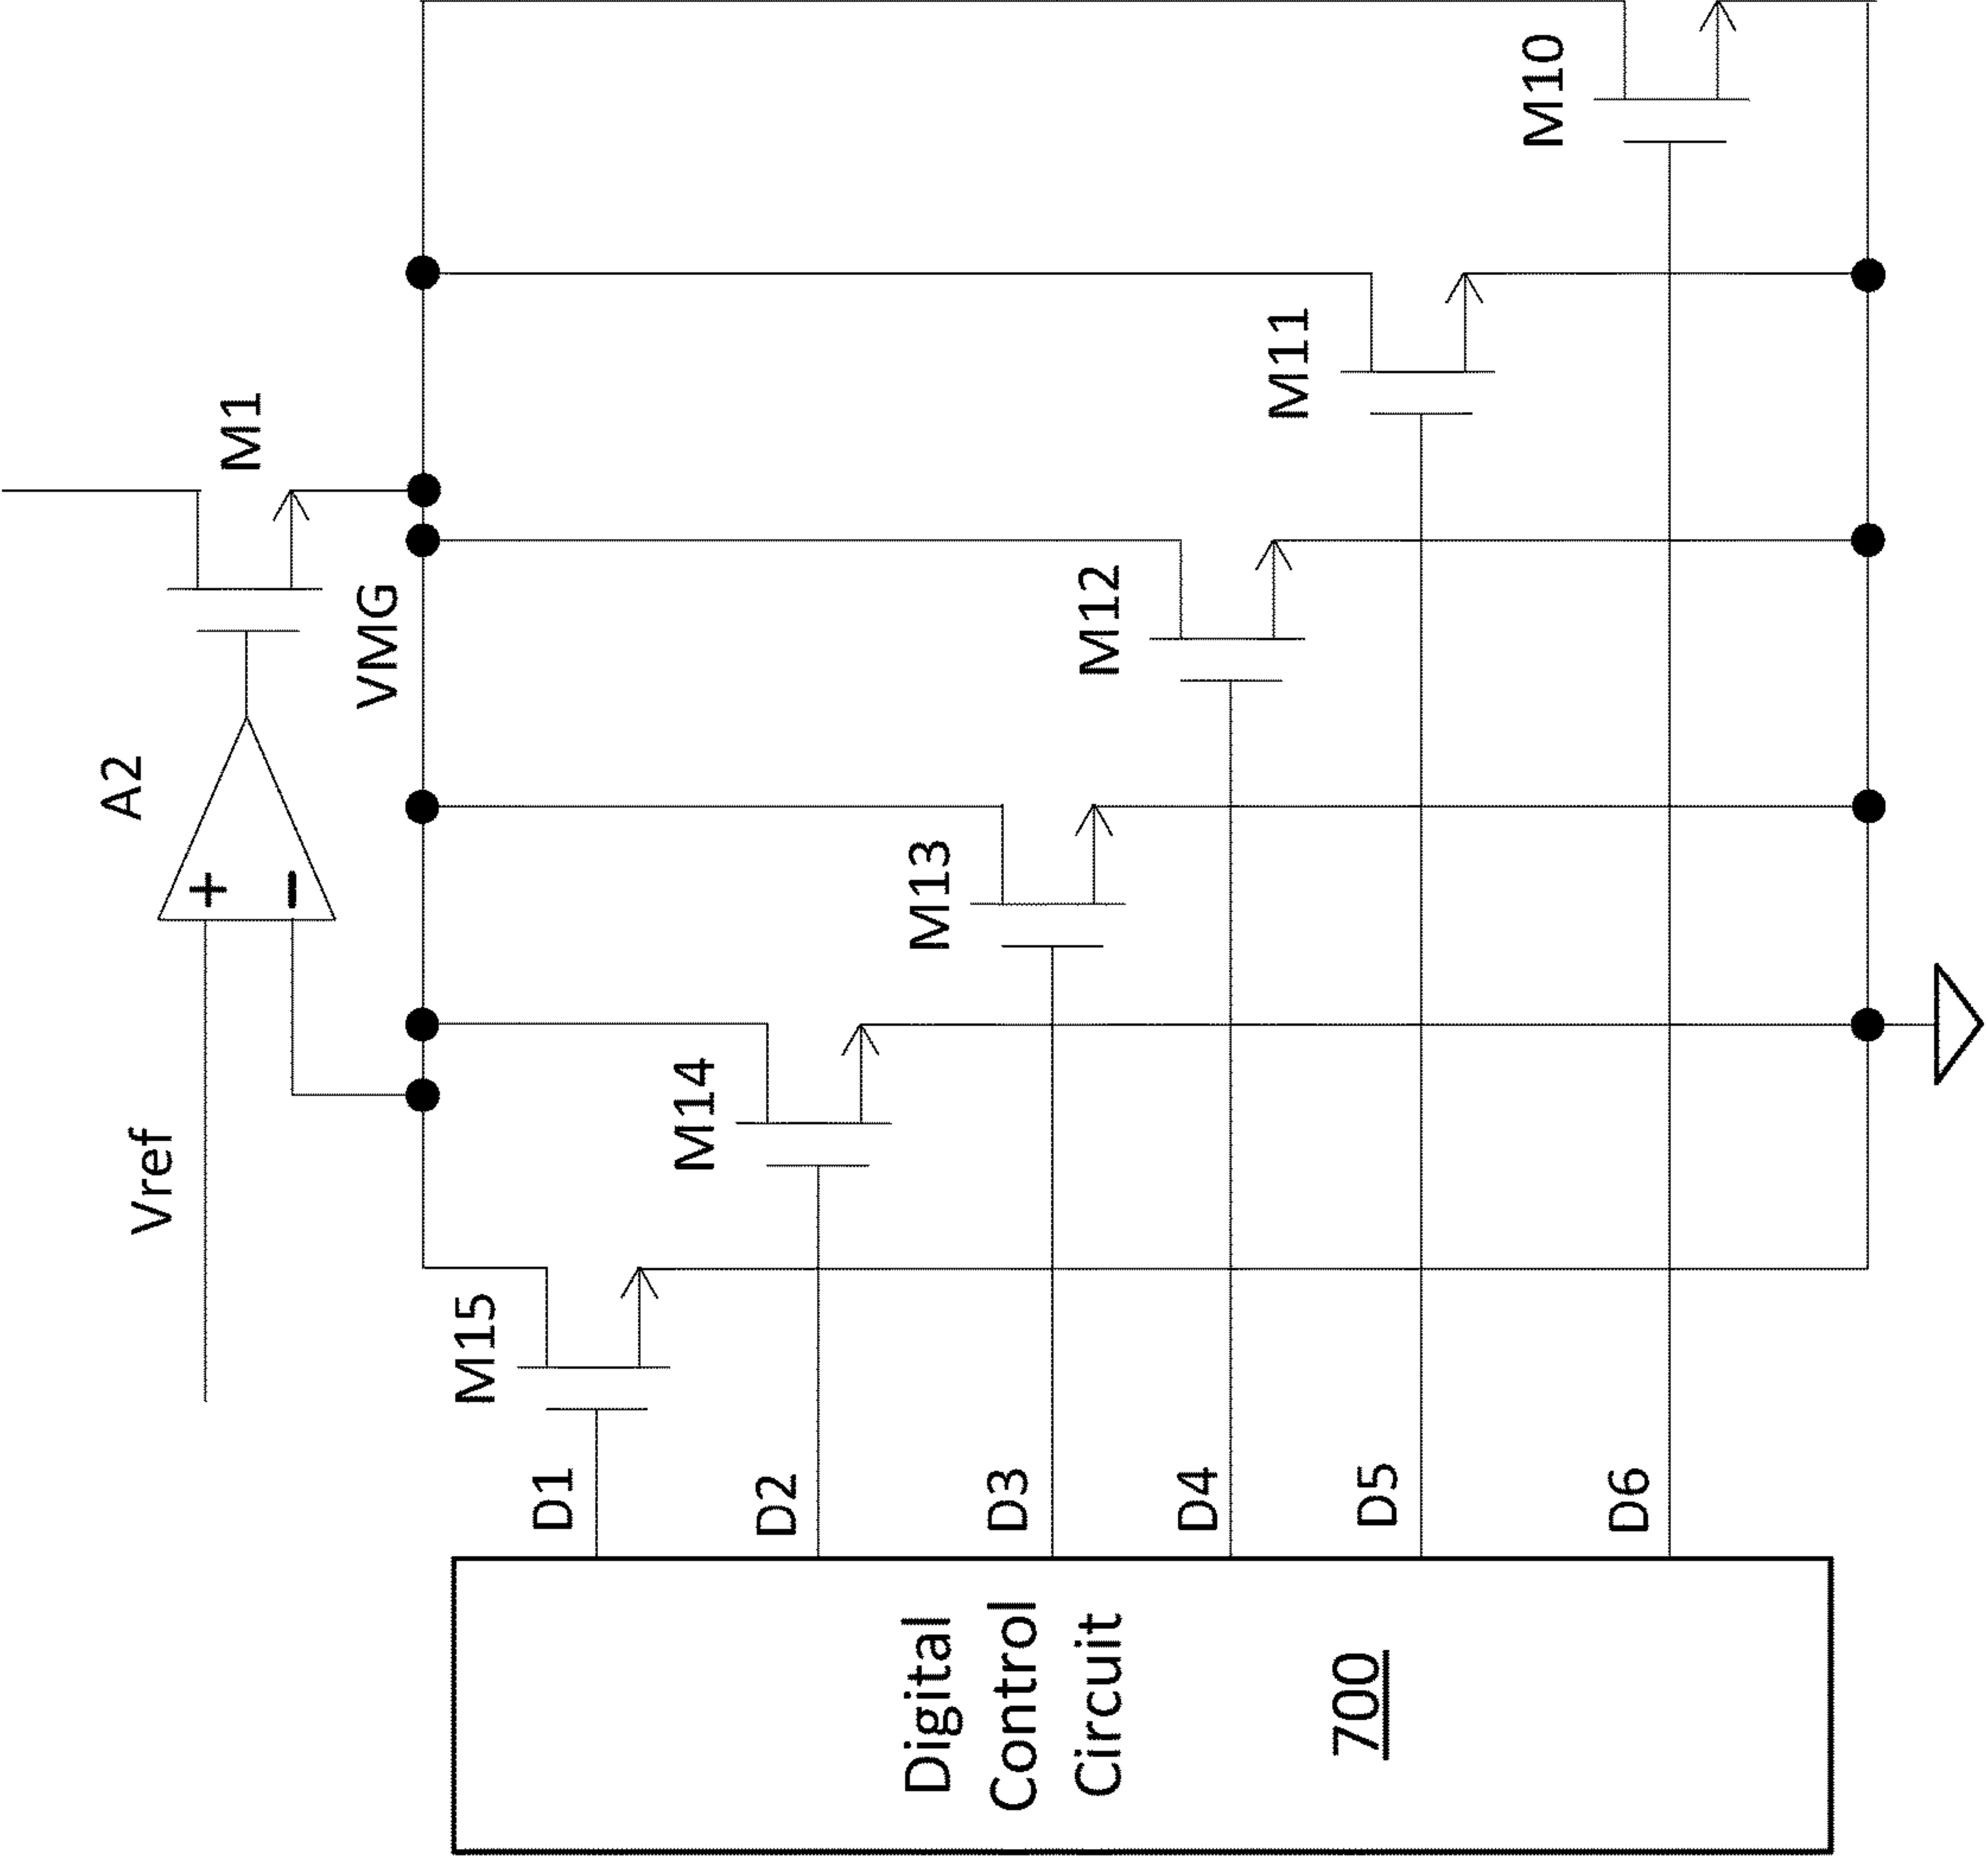 Vref
A2
+
−
M1
VMG
M15
M14
M13
M12
M11
M10
D1
D2
D3
D4
D5
D6
Digital
Control
Circuit
700